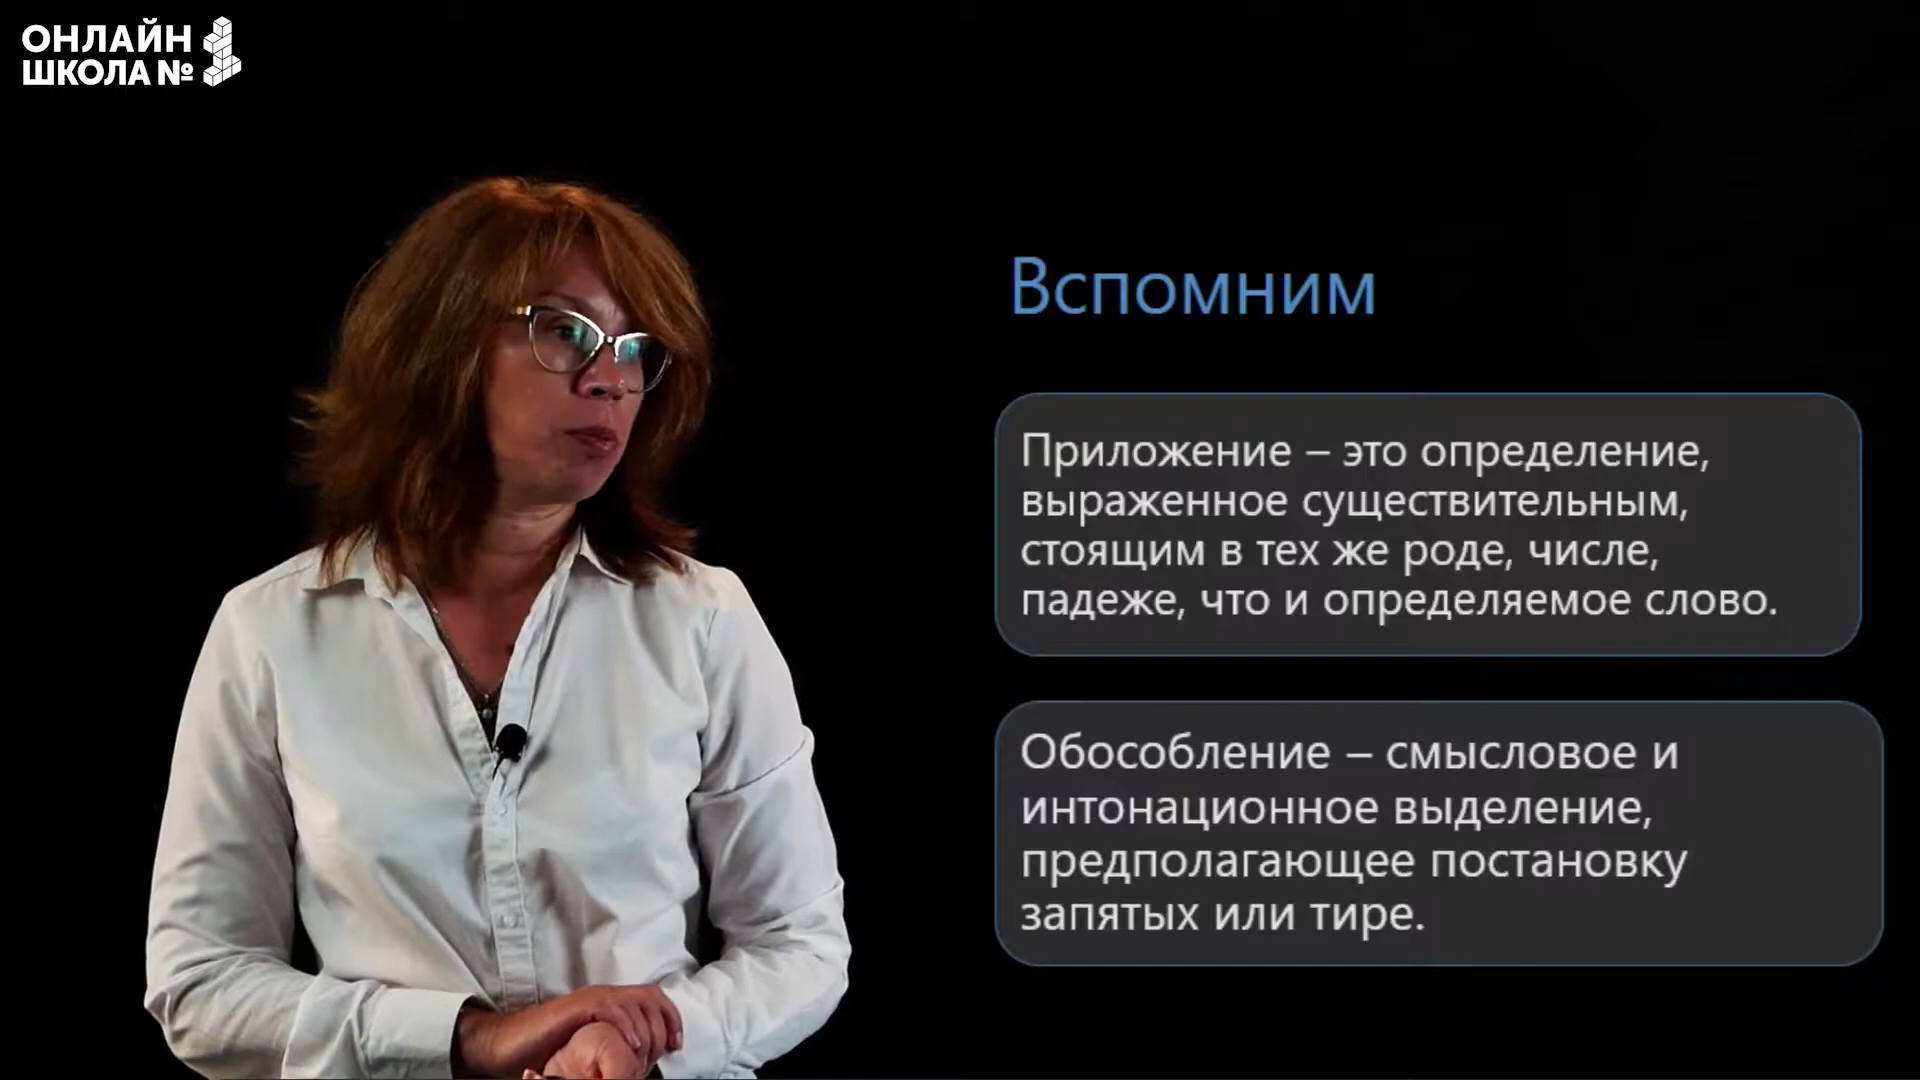 ОНЛАЙН
ШКОЛА №
Вспомним
Приложение – это определение,
выраженное существительным,
стоящим в тех же роде, числе,
падеже, что и определяемое слово.
Обособление – смысловое и
интонационное выделение,
предполагающее постановку
запятых или тире.